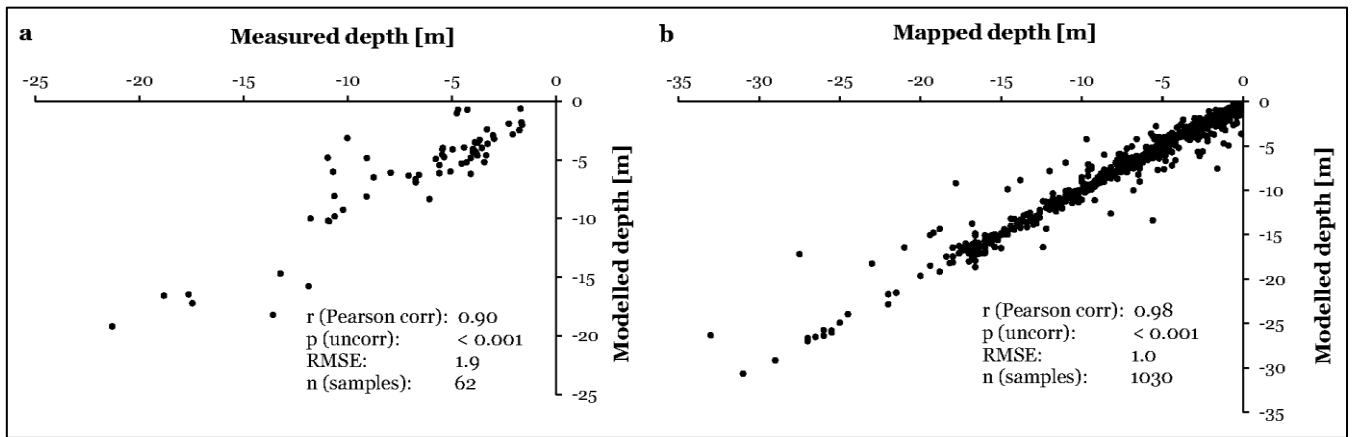 a
Measured depth [m]
-25 -20 -15 -10 -5 0
0
-5
-10
-15
-20
-25
Modelled depth [m]
r (Pearson corr): 0.90
p (uncorr): < 0.001
RMSE: 1.9
n (samples): 62
b
Mapped depth [m]
-35 -30 -25 -20 -15 -10 -5 0
0
-5
-10
-15
-20
-25
-30
-35
Modelled depth [m]
r (Pearson corr): 0.98
p (uncorr): < 0.001
RMSE: 1.0
n (samples): 1030